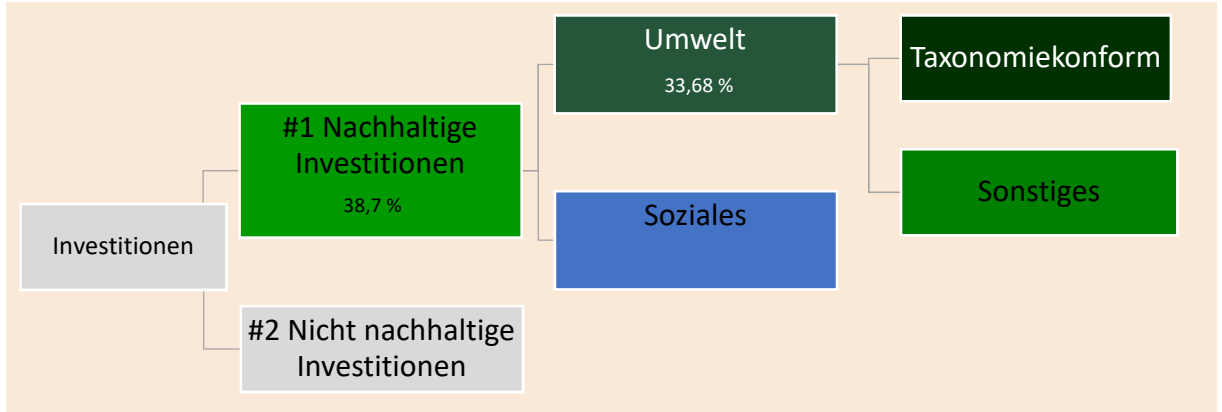 Investitionen
#1 Nachhaltige
Investitionen
38,7 %
#2 Nicht nachhaltige
Investitionen
Umwelt
33,68 %
Soziales
Taxonomiekonform
Sonstiges